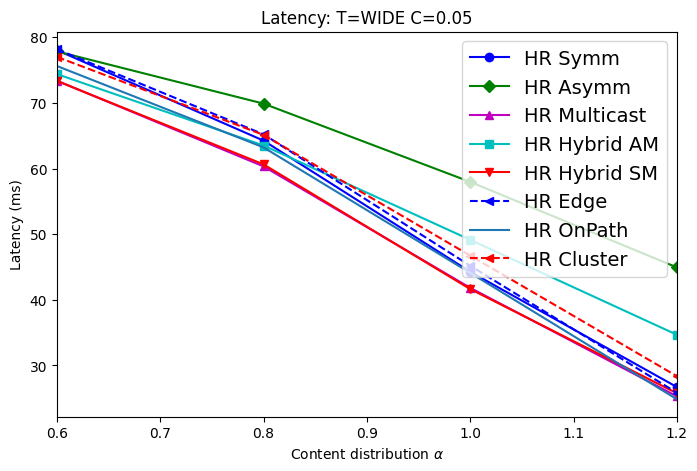 Latency: T=WIDE C=0.05
80
70
60
50
40
30
Latency (ms)
0.6
0.7
0.8
0.9
1.0
1.1
1.2
Content distribution α
HR Symm
HR Asymm
HR Multicast
HR Hybrid AM
HR Hybrid SM
HR Edge
HR OnPath
HR Cluster